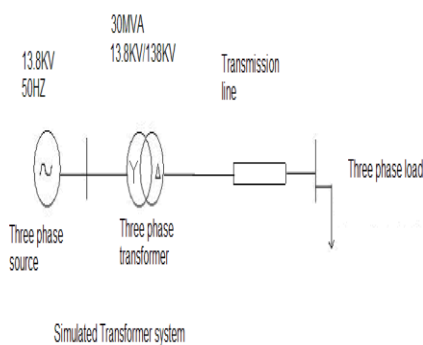 30MVA
13.8KV/138KV
13.8KV
50HZ
Transmission
line
Y
Δ
Three phase load
Three phase
source
Three phase
transformer
Simulated Transformer system